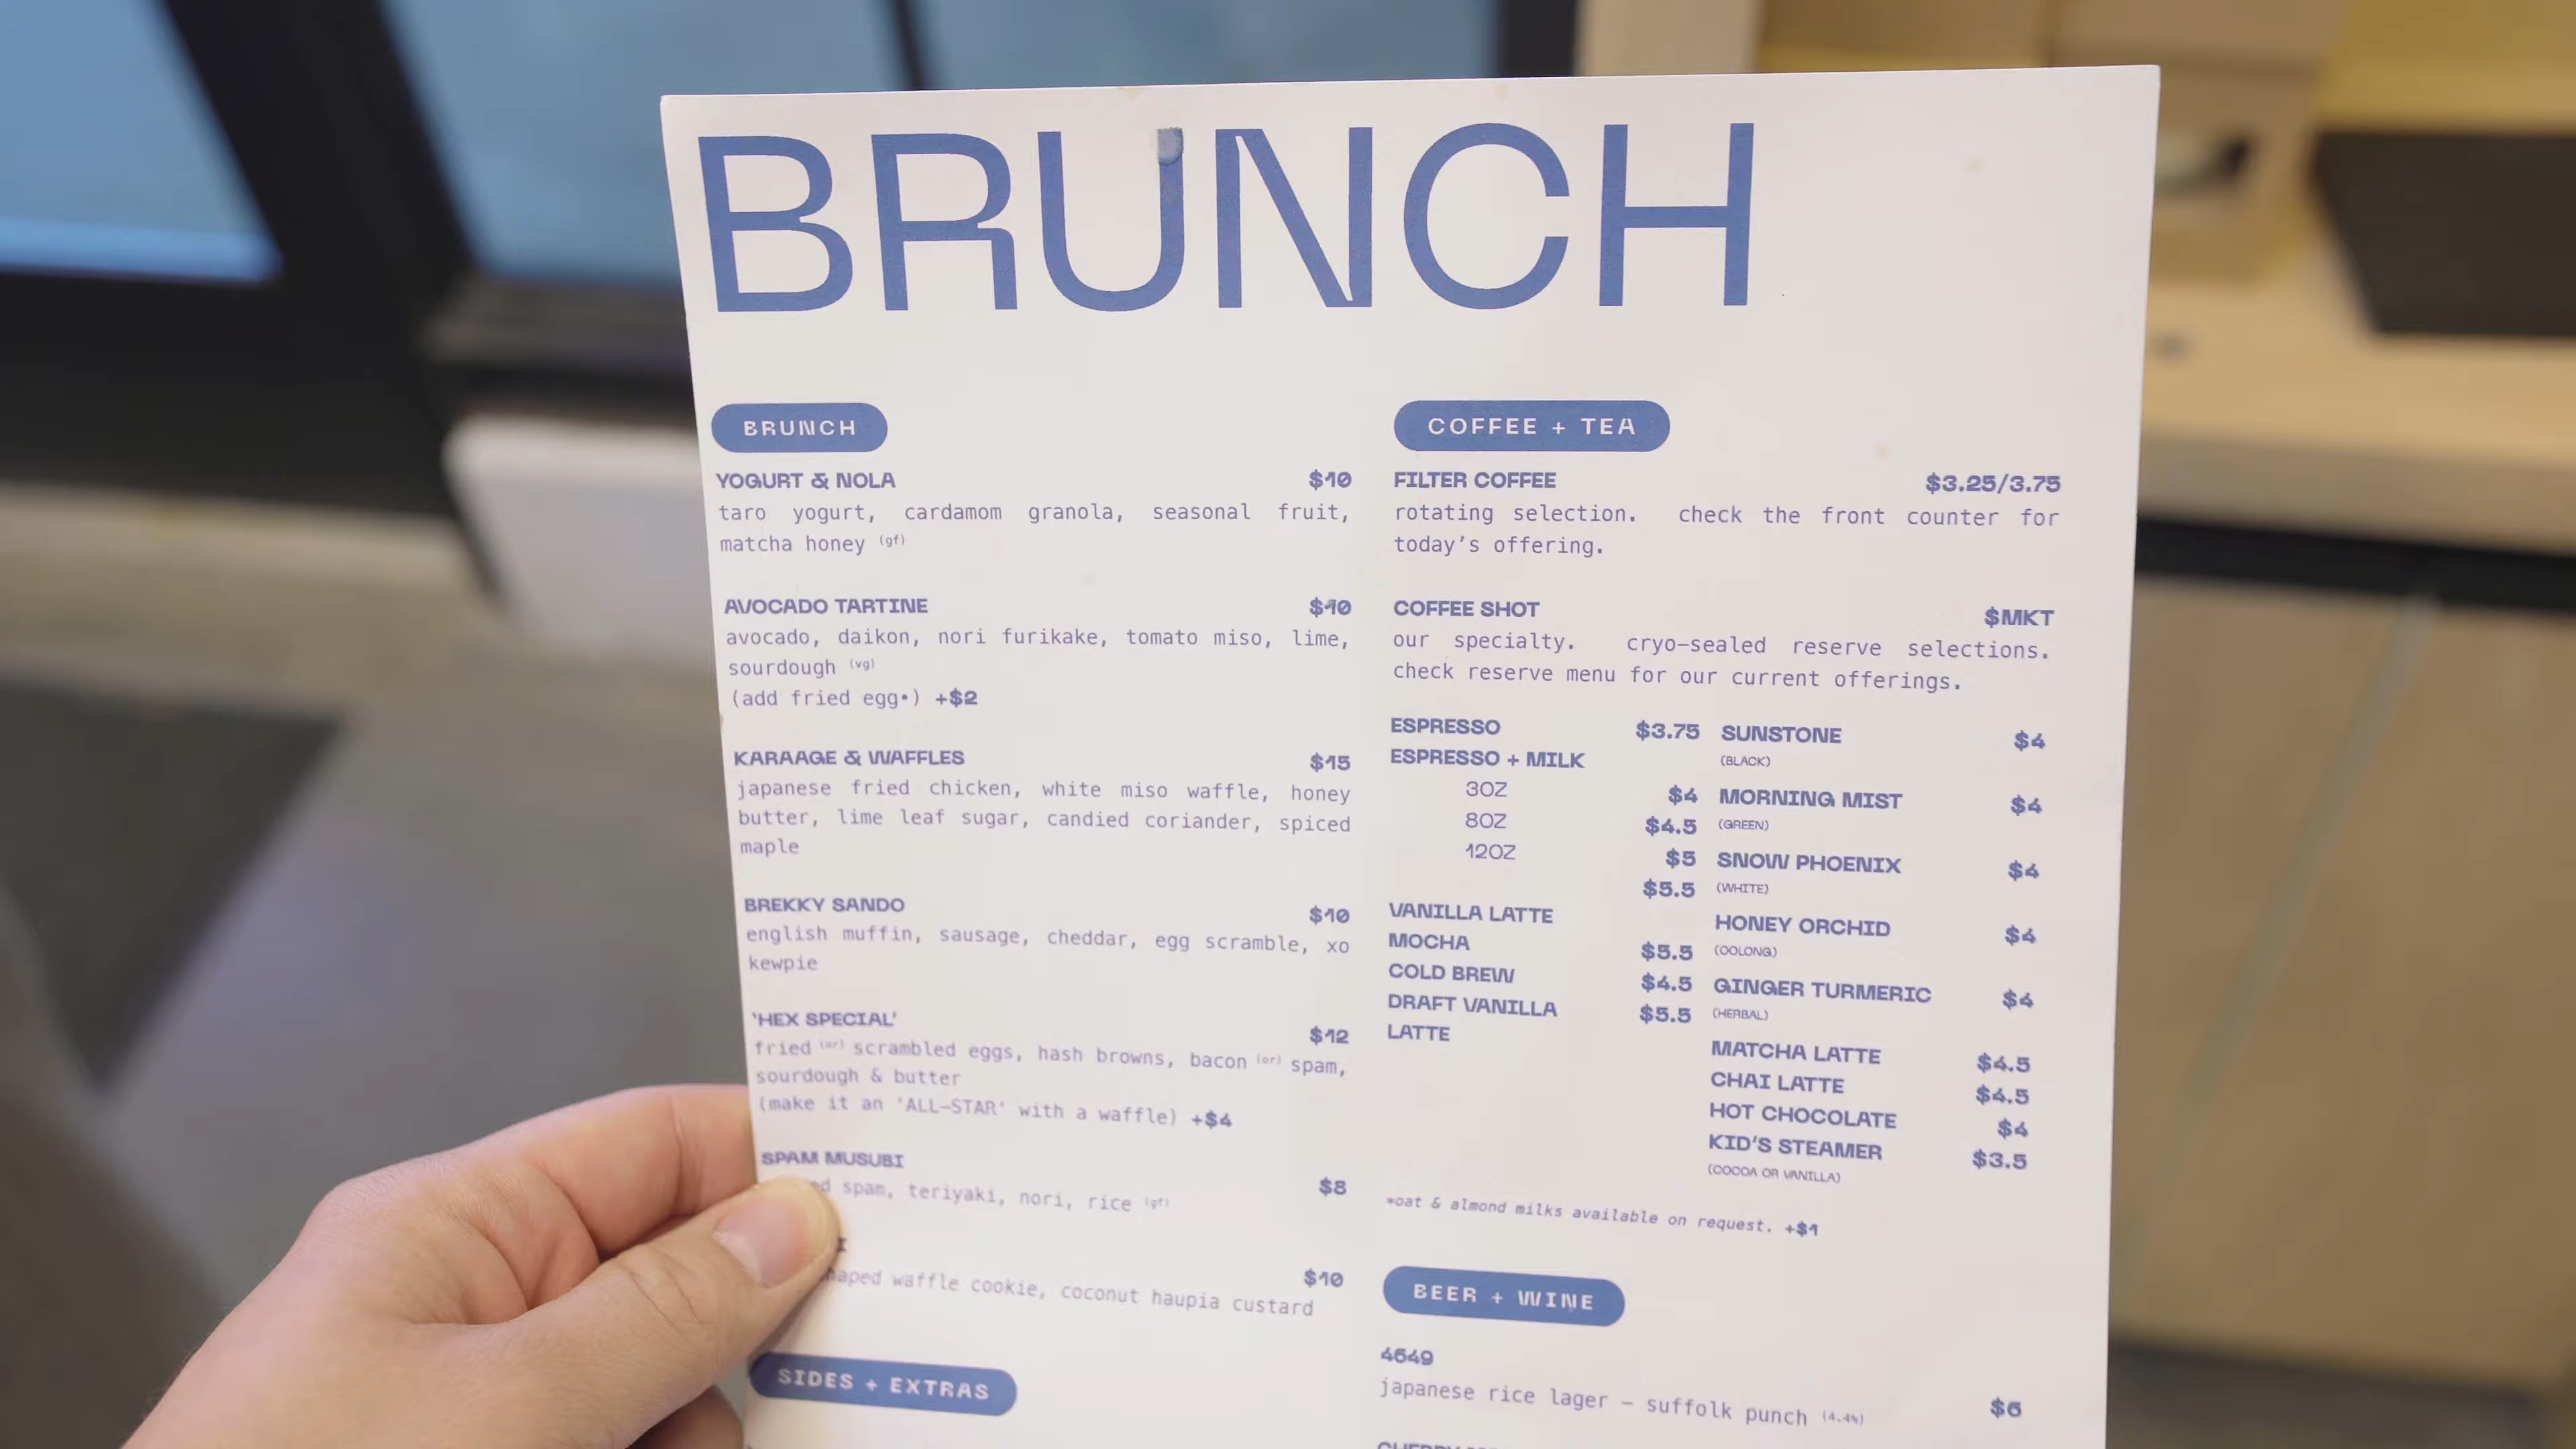 BRUNCH
BRUNCH
YOGURT & NOLA $10
taro yogurt, cardamom granola, seasonal fruit,
matcha honey (gf)
AVOCADO TARTINE $10
avocado, daikon, nori furikake, tomato miso, lime,
sourdough (vg)
(add fried egg•) +$2
KARAAGE & WAFFLES $15
japanese fried chicken, white miso waffle, honey
butter, lime leaf sugar, candied coriander, spiced
maple
BREKKY SANDO $10
english muffin, sausage, cheddar, egg scramble, xo
kewpie
'HEX SPECIAL' $12
fried (or) scrambled eggs, hash browns, bacon (or) spam,
sourdough & butter
(make it an 'ALL-STAR' with a waffle) +$4
SPAM MUSUBI
spam, teriyaki, nori, rice (gf) $8
$10
waffle cookie, coconut haupia custard
SIDES + EXTRAS
COFFEE + TEA
FILTER COFFEE $3.25/3.75
rotating selection. check the front counter for
today's offering.
COFFEE SHOT $MKT
our specialty. cryo-sealed reserve selections.
check reserve menu for our current offerings.
ESPRESSO $3.75
ESPRESSO + MILK
3OZ $4
8OZ $4.5
12OZ $5
$5.5
VANILLA LATTE
MOCHA $5.5
COLD BREW $4.5
DRAFT VANILLA $5.5
LATTE
SUNSTONE $4
(BLACK)
MORNING MIST $4
(GREEN)
SNOW PHOENIX $4
(WHITE)
HONEY ORCHID $4
(OOLONG)
GINGER TURMERIC $4
(HERBAL)
MATCHA LATTE $4.5
CHAI LATTE $4.5
HOT CHOCOLATE $4
KID'S STEAMER $3.5
(COCOA OR VANILLA)
*oat & almond milks available on request. +$1
BEER + WINE
4649
japanese rice lager – suffolk punch (4.4%) $6